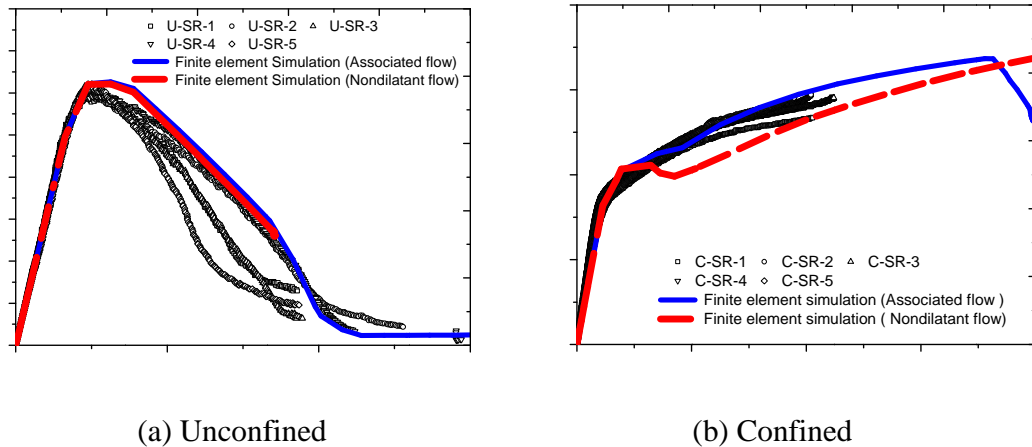 U-SR-1 U-SR-2 U-SR-3
U-SR-4 U-SR-5
Finite element Simulation (Associated flow)
Finite element Simulation (Nondilatant flow)
C-SR-1 C-SR-2 C-SR-3
C-SR-4 C-SR-5
Finite element simulation (Associated flow )
Finite element simulation ( Nondilatant flow)
(a) Unconfined
(b) Confined